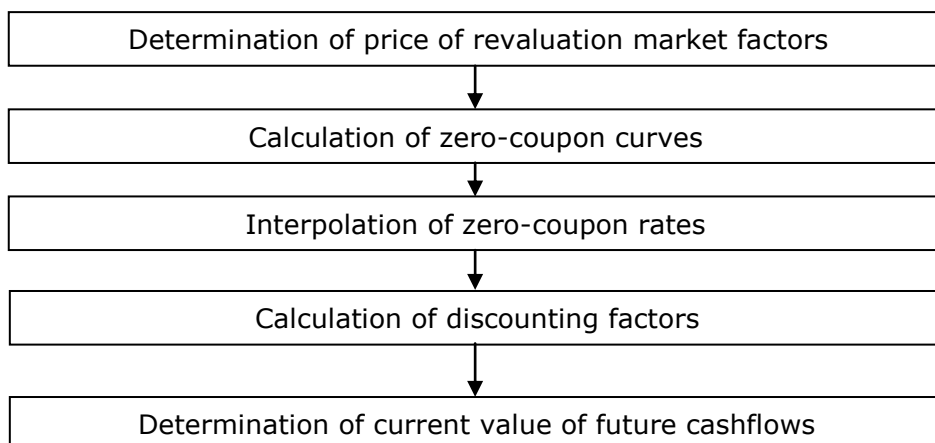 Determination of price of revaluation market factors
Calculation of zero-coupon curves
Interpolation of zero-coupon rates
Calculation of discounting factors
Determination of current value of future cashflows